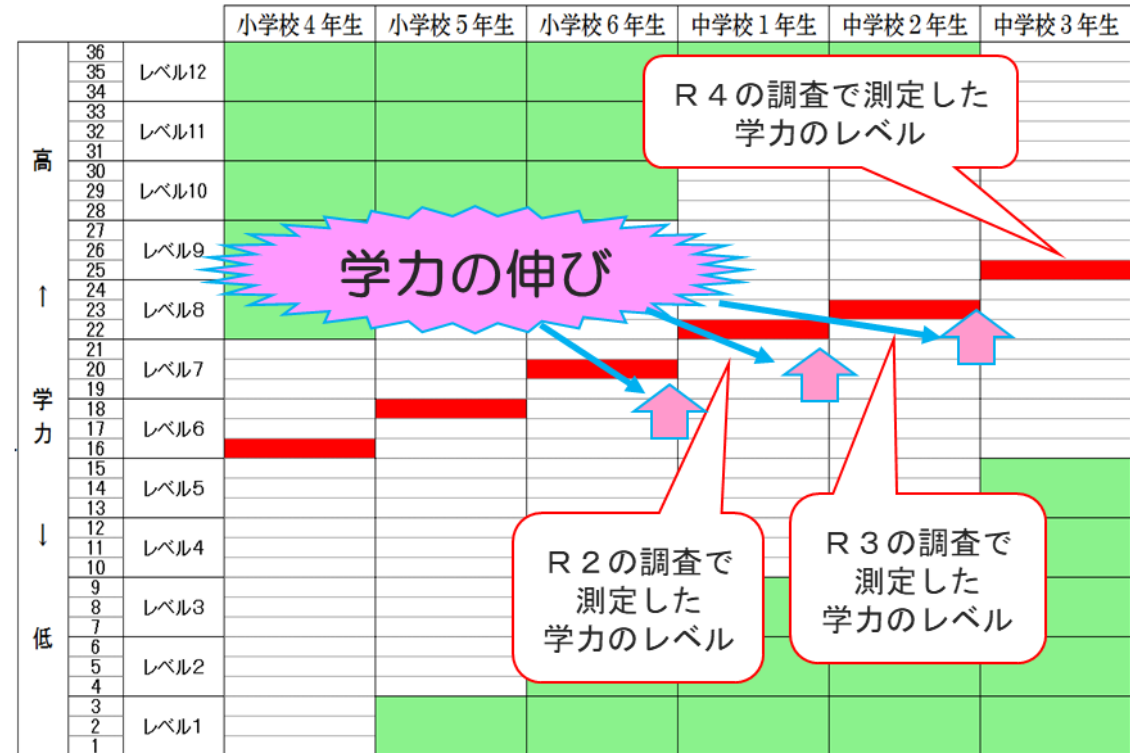 小学校４年生 小学校５年生 小学校６年生 中学校１年生 中学校２年生 中学校３年生
高
↑
学
力
↓
低
36
35 レベル12
34
33
32 レベル11
31
30
29 レベル10
28
27
26 レベル9
25
24
23 レベル8
22
21
20 レベル7
19
18
17 レベル6
16
15
14 レベル5
13
12
11 レベル4
10
9
8 レベル3
7
6
5 レベル2
4
3
2 レベル1
1
Ｒ４の調査で測定した
学力のレベル
学力の伸び
Ｒ２の調査で
測定した
学力のレベル
Ｒ３の調査で
測定した
学力のレベル